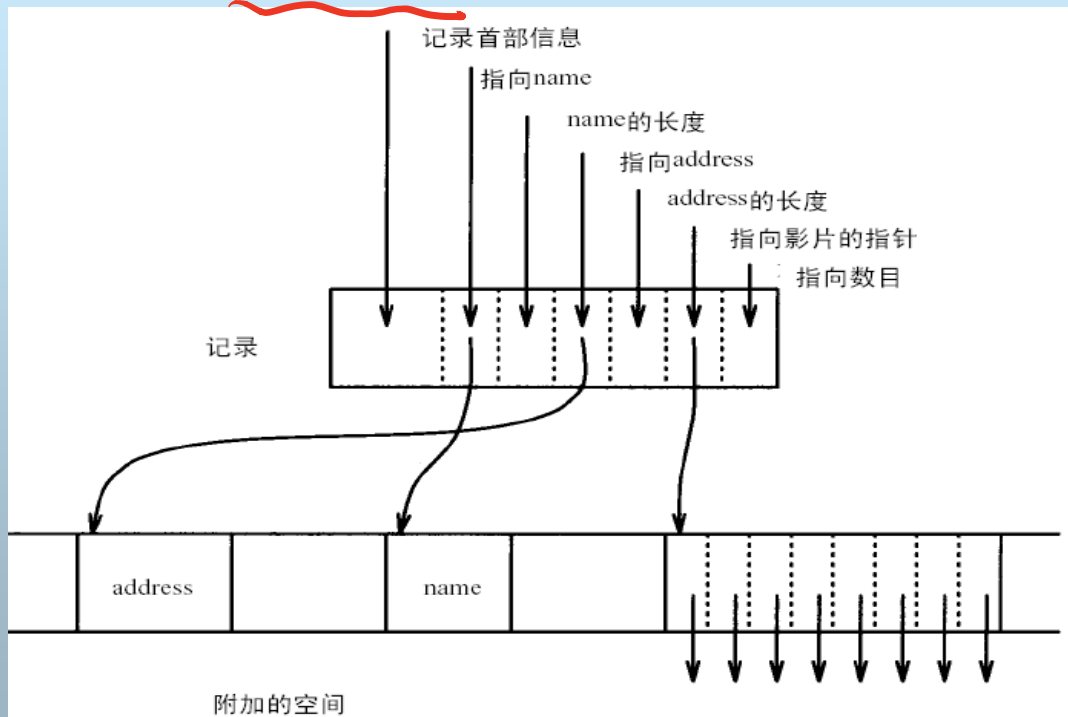 记录首部信息
指向name
name的长度
指向address
address的长度
指向影片的指针
指向数目
记录
address
name
附加的空间